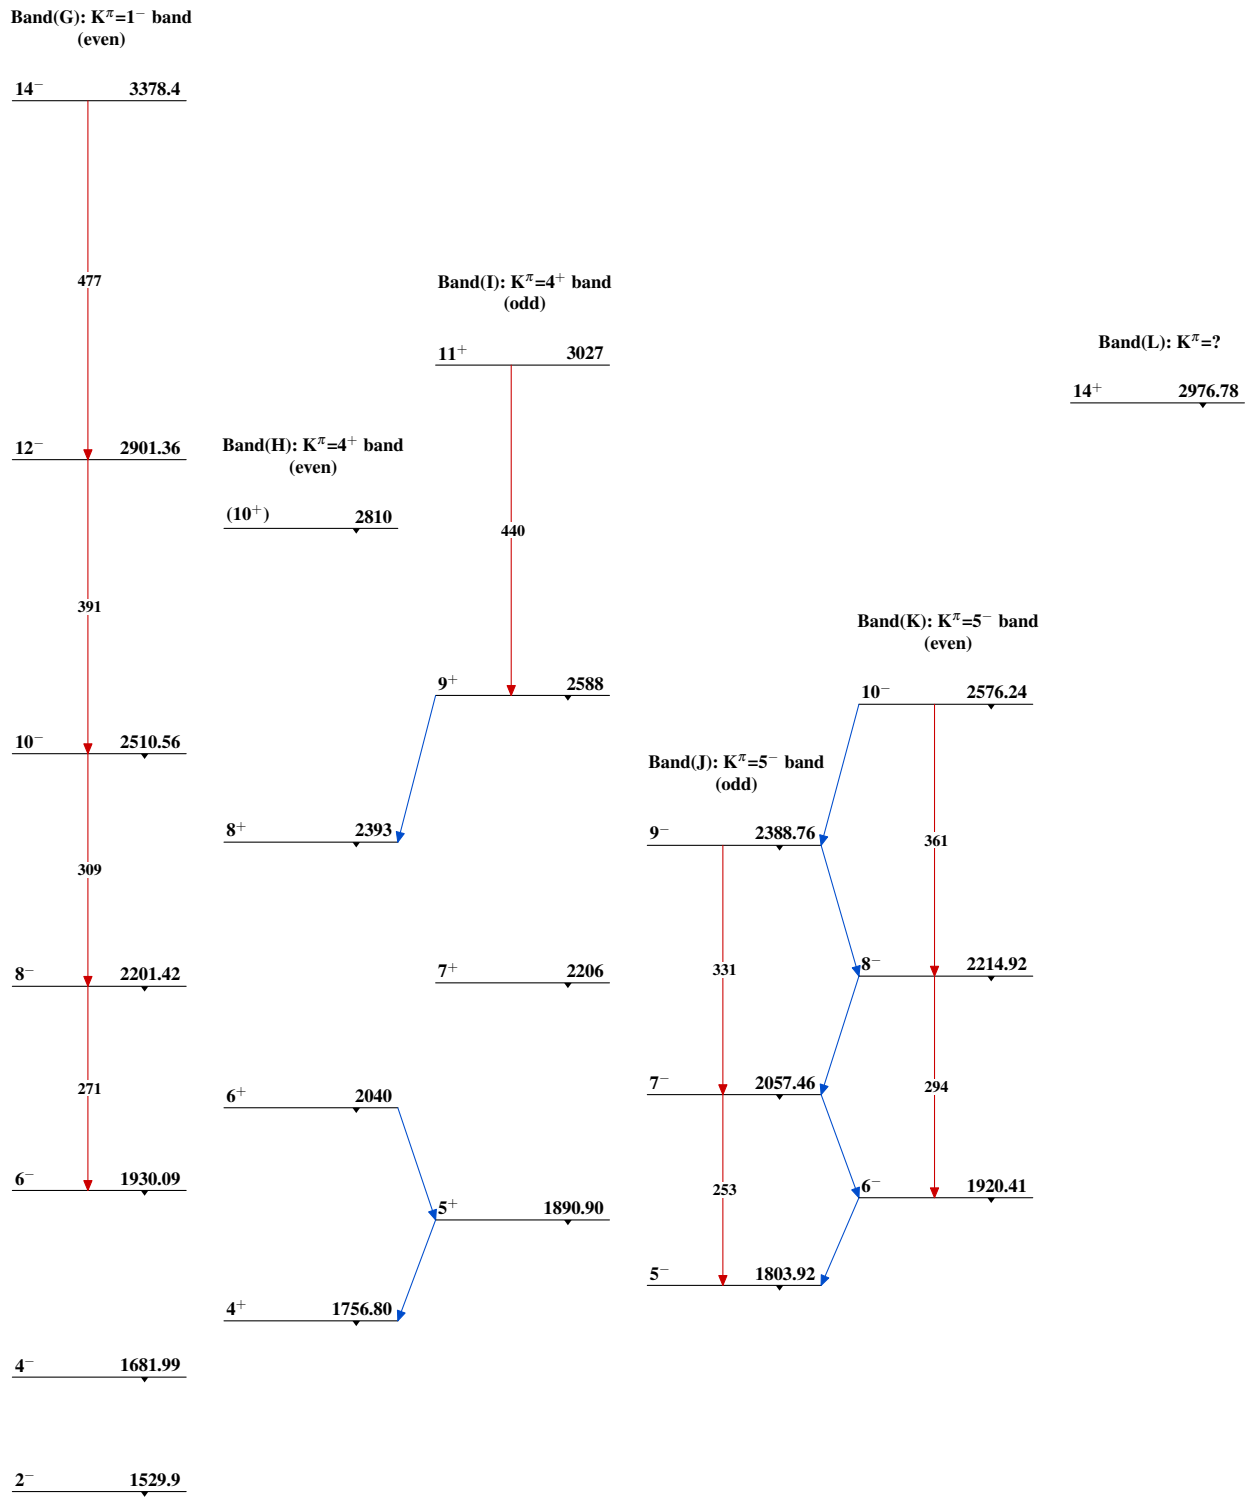 Band(G): Kπ=1− band
(even)
14− 3378.4
477
12− 2901.36
391
10− 2510.56
309
8− 2201.42
271
6− 1930.09
4− 1681.99
2− 1529.9
Band(H): Kπ=4+ band
(even)
(10+) 2810
8+ 2393
6+ 2040
4+ 1756.80
Band(I): Kπ=4+ band
(odd)
11+ 3027
440
9+ 2588
7+ 2206
5+ 1890.90
Band(J): Kπ=5− band
(odd)
9− 2388.76
331
7− 2057.46
253
5− 1803.92
Band(K): Kπ=5− band
(even)
10− 2576.24
361
8− 2214.92
294
6− 1920.41
Band(L): Kπ=?
14+ 2976.78